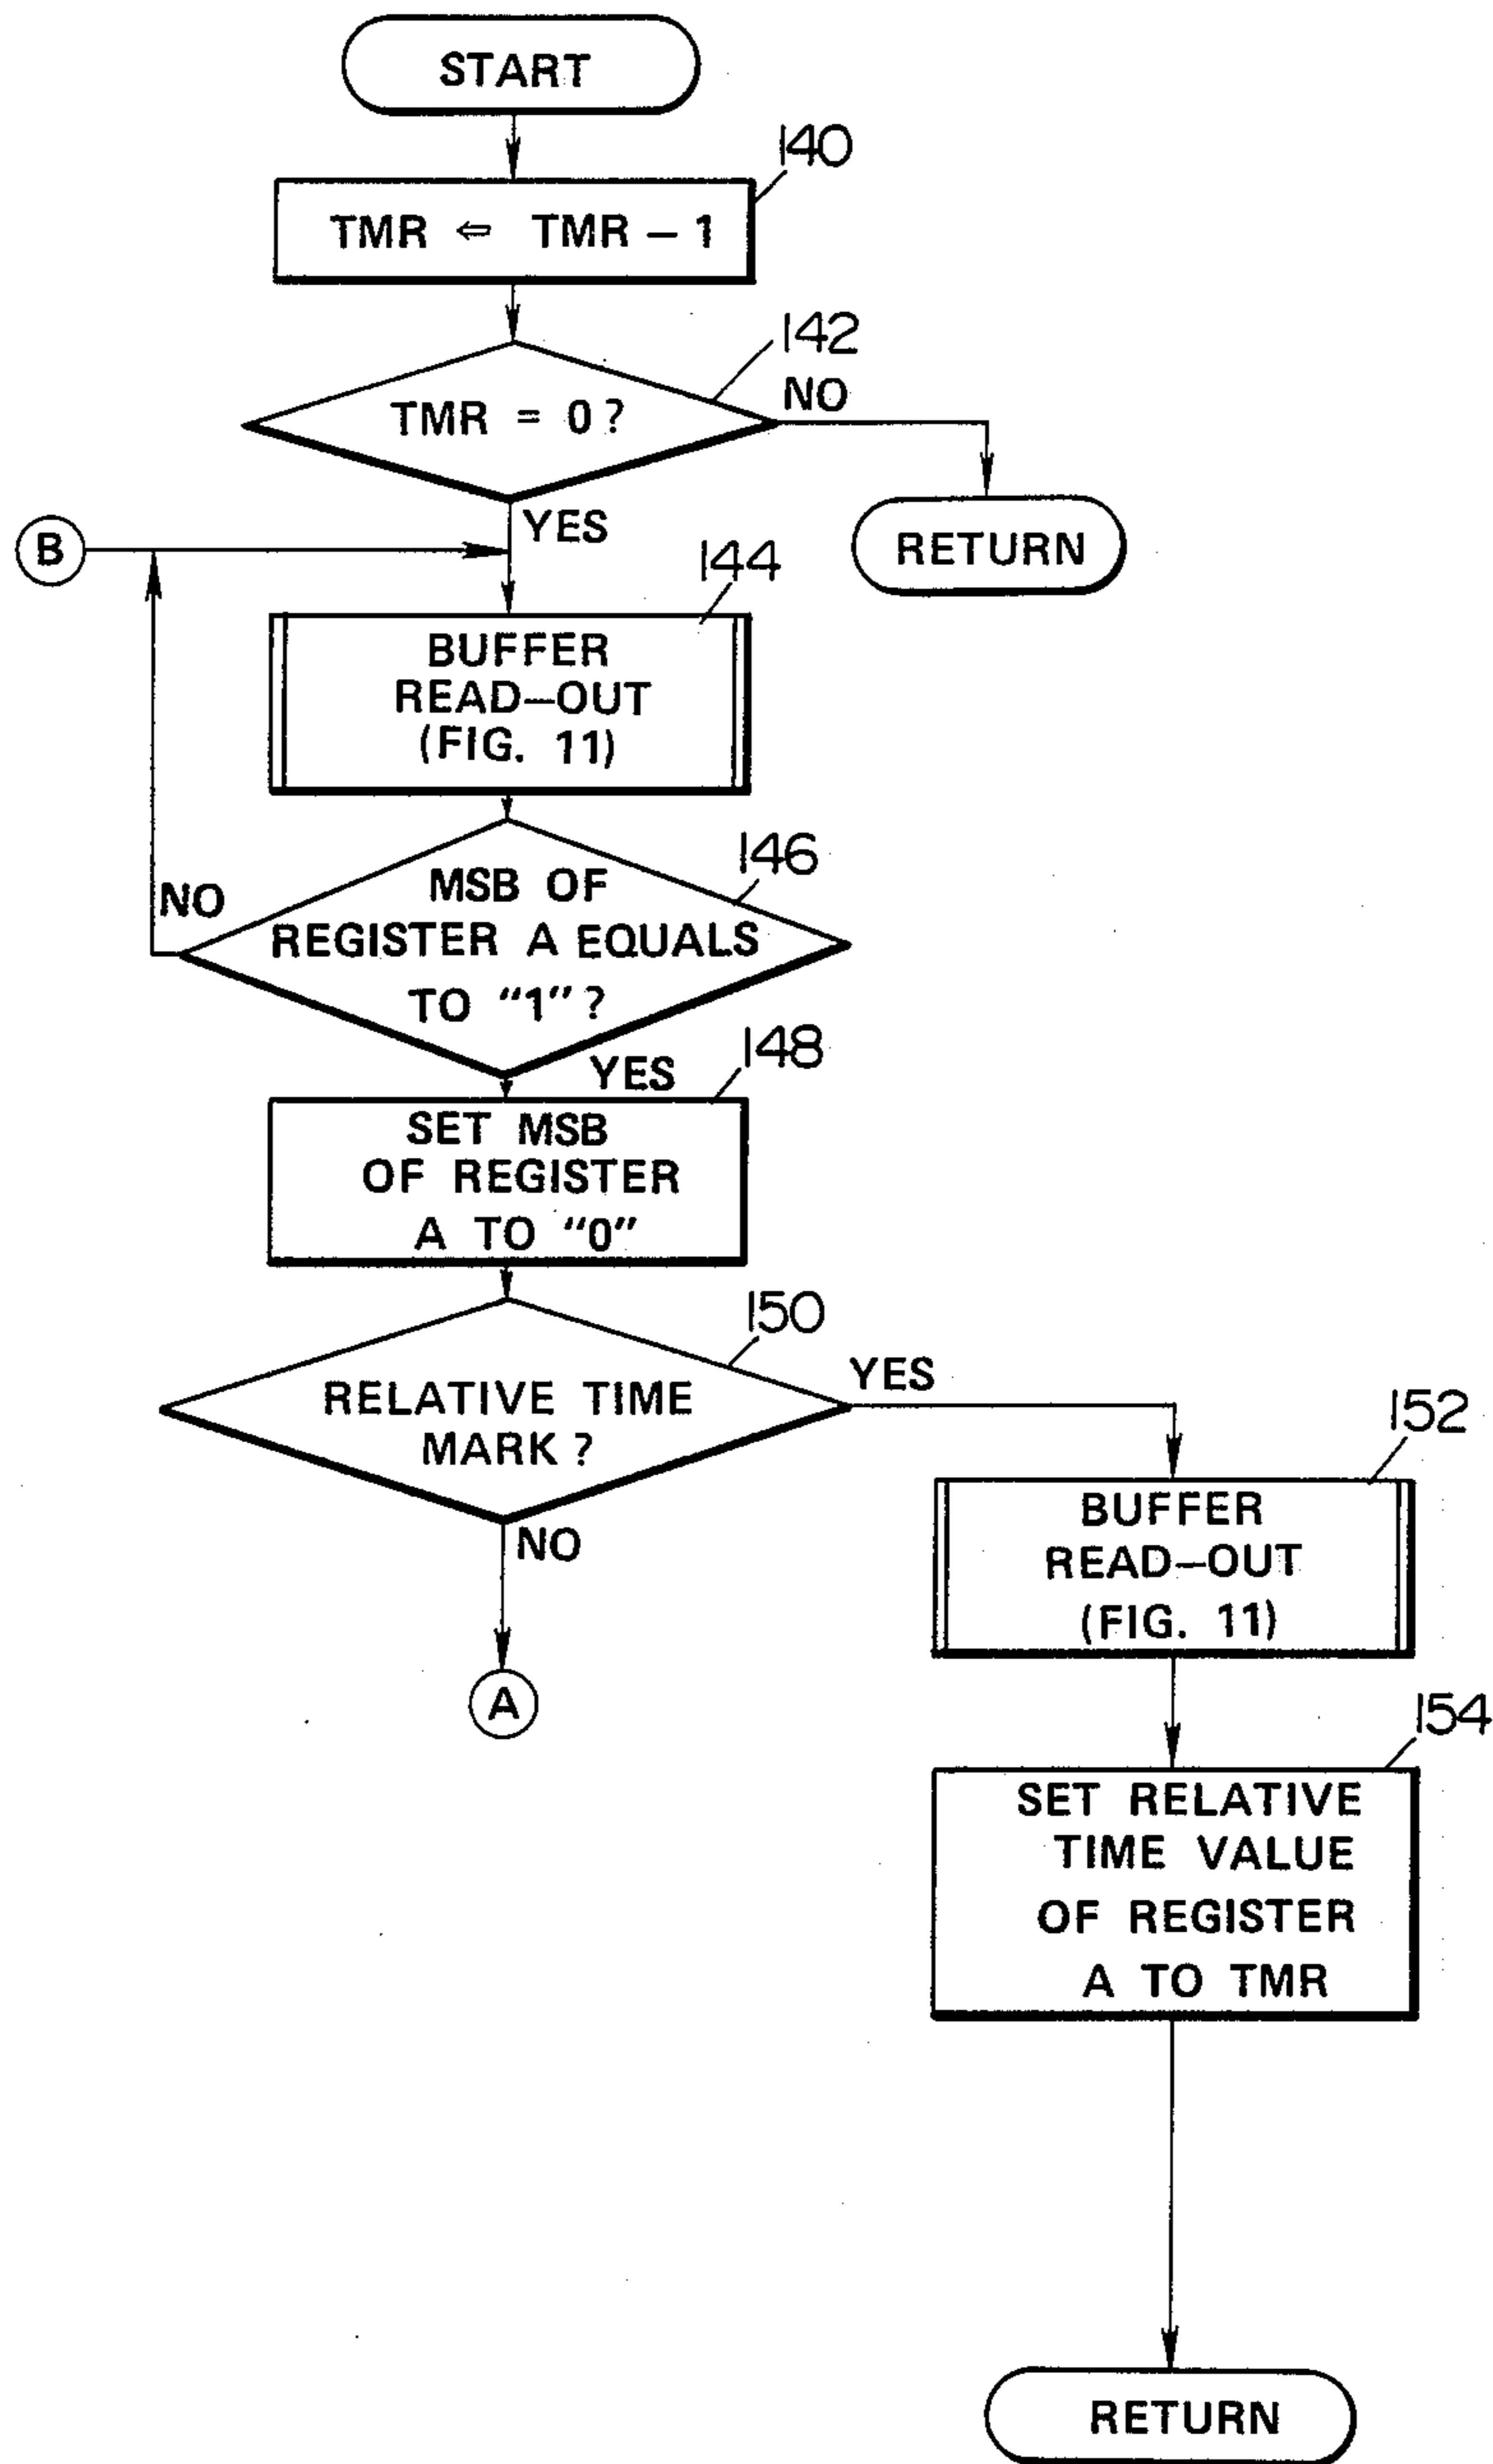 START
140
TMR ⇐ TMR – 1
142
TMR = 0 ?
NO
YES
RETURN
B
144
BUFFER
READ–OUT
(FIG. 11)
146
MSB OF
REGISTER A EQUALS
TO “1” ?
NO
YES
148
SET MSB
OF REGISTER
A TO “0”
150
RELATIVE TIME
MARK ?
YES
NO
A
152
BUFFER
READ–OUT
(FIG. 11)
154
SET RELATIVE
TIME VALUE
OF REGISTER
A TO TMR
RETURN